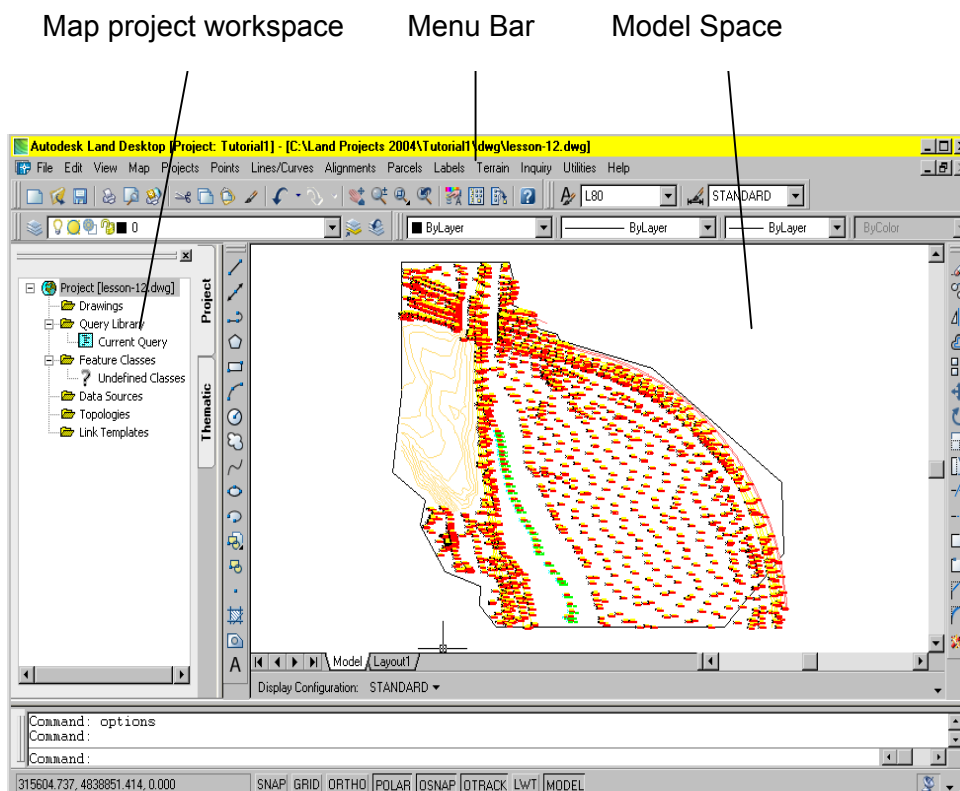 Map project workspace Menu Bar Model Space
Autodesk Land Desktop [Project: Tutorial1] - [C:\Land Projects 2004\Tutorial1\dwg\lesson-12.dwg]
File Edit View Map Projects Points Lines/Curves Alignments Parcels Labels Terrain Inquiry Utilities Help
L80 STANDARD
0 ByLayer ByLayer ByLayer ByColor
Project [lesson-12.dwg]
Drawings
Query Library
Current Query
Feature Classes
? Undefined Classes
Data Sources
Topologies
Link Templates
Project
Thematic
A
Model Layout1
Display Configuration: STANDARD
Command: options
Command:
Command:
315604.737, 4838851.414, 0.000 SNAP GRID ORTHO POLAR OSNAP OTRACK LWT MODEL